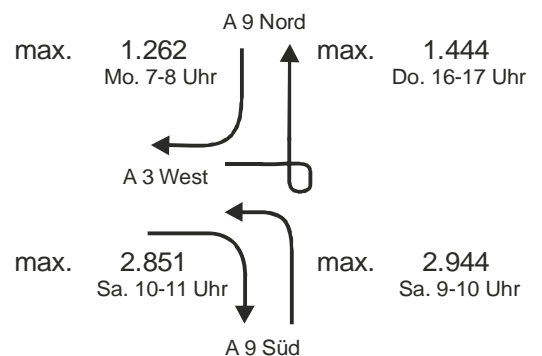 A 9 Nord
max. 1.262 max. 1.444
Mo. 7-8 Uhr Do. 16-17 Uhr
A 3 West
max. 2.851 max. 2.944
Sa. 10-11 Uhr Sa. 9-10 Uhr
A 9 Süd